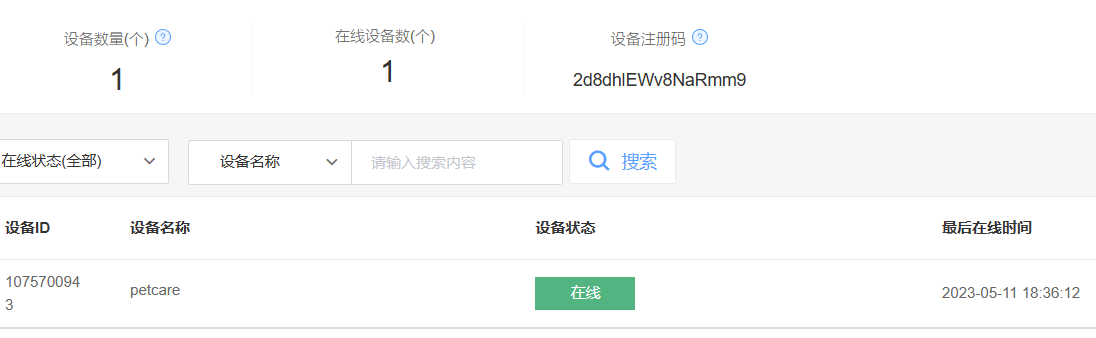 设备数量(个)
在线设备数(个)
设备注册码
1
1
2d8dhlEWv8NaRmm9
在线状态(全部)
设备名称
请输入搜索内容
搜索
设备ID
设备名称
设备状态
最后在线时间
107570094
3
petcare
在线
2023-05-11 18:36:12